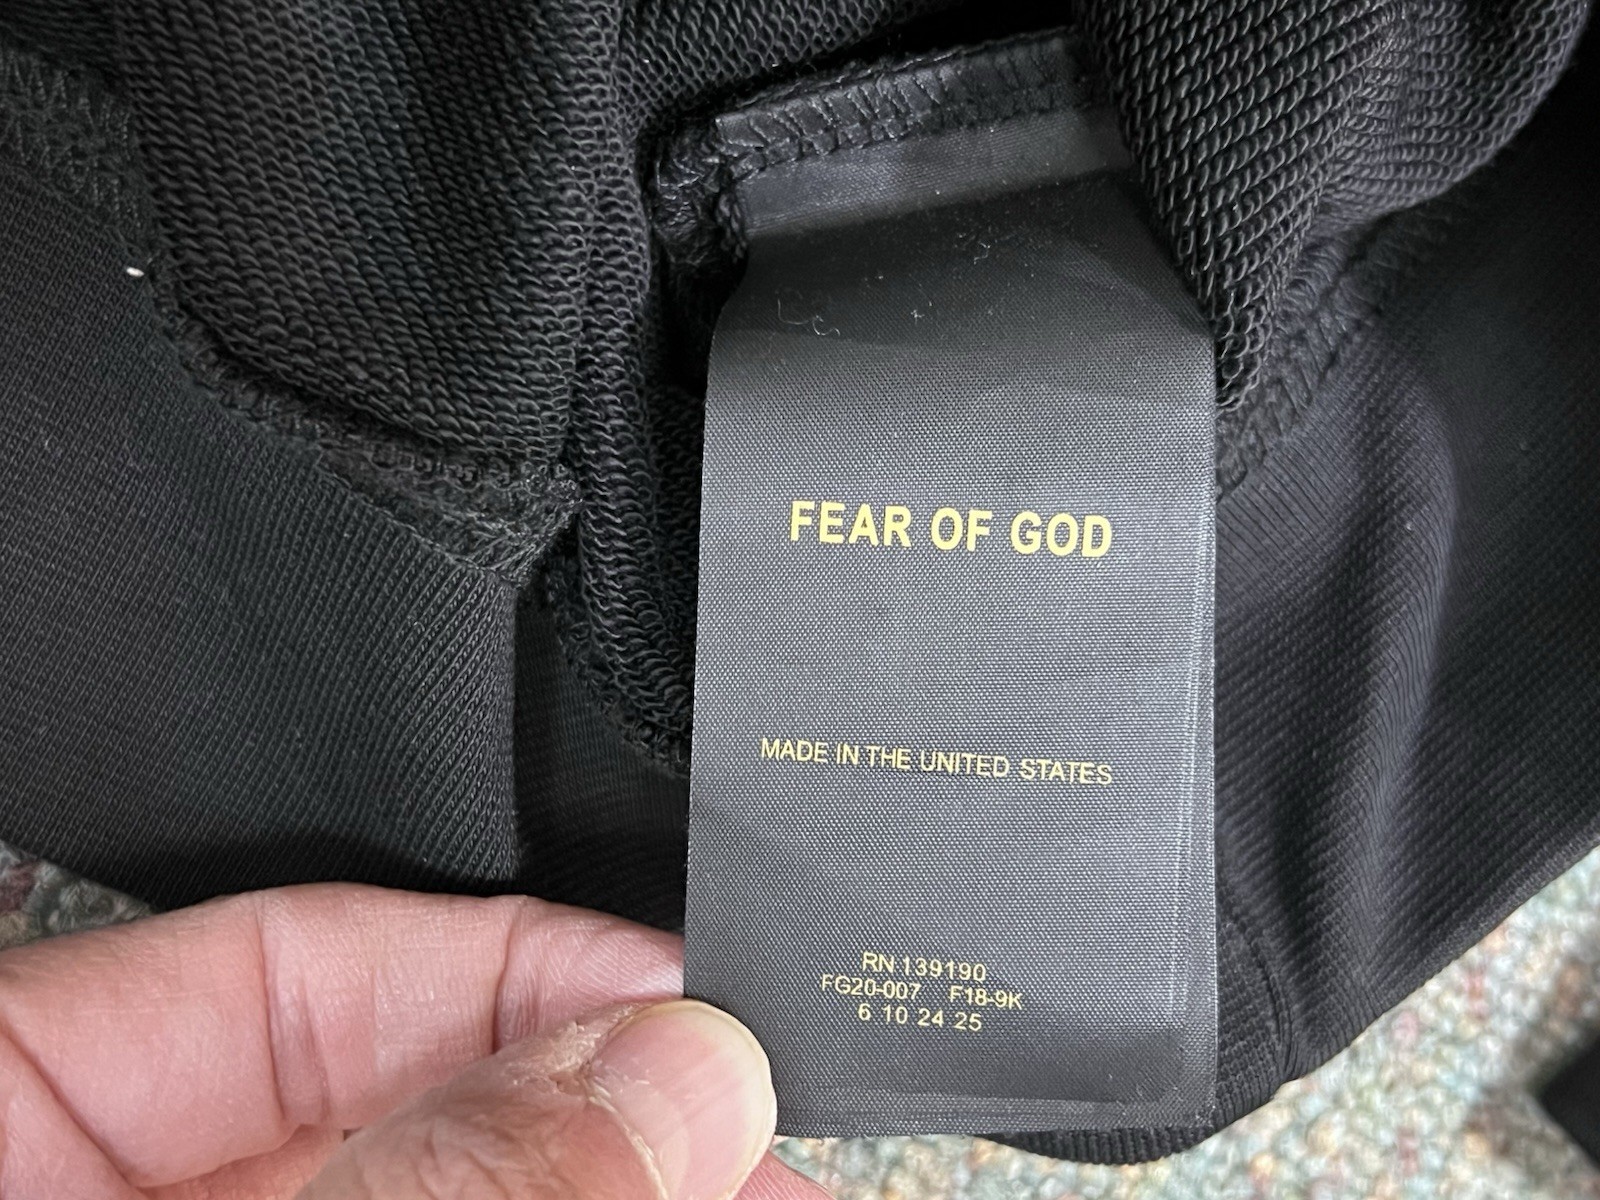 FEAR OF GOD
MADE IN THE UNITED STATES
RN 139190
FG20-007 F18-9K
6 10 24 25